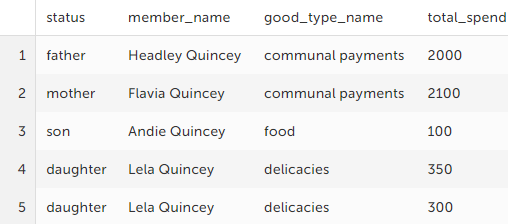 status member_name good_type_name total_spend
1 father Headley Quincey communal payments 2000
2 mother Flavia Quincey communal payments 2100
3 son Andie Quincey food 100
4 daughter Lela Quincey delicacies 350
5 daughter Lela Quincey delicacies 300